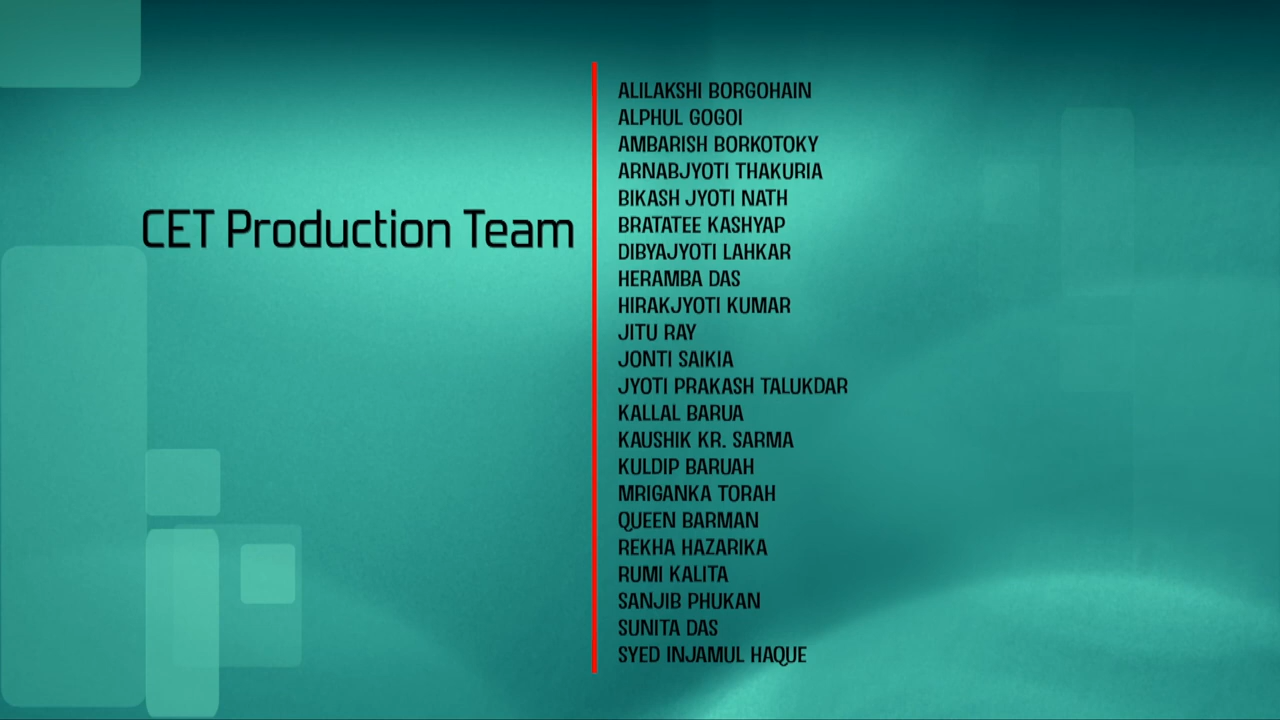 CET Production Team
ALILAKSHI BORGOHAIN
ALPHUL GOGOI
AMBARISH BORKOTOKY
ARNABJYOTI THAKURIA
BIKASH JYOTI NATH
BRATATEE KASHYAP
DIBYAJYOTI LAHKAR
HERAMBA DAS
HIRAKJYOTI KUMAR
JITU RAY
JONTI SAIKIA
JYOTI PRAKASH TALUKDAR
KALLAL BARUA
KAUSHIK KR. SARMA
KULDIP BARUAH
MRIGANKA TORAH
QUEEN BARMAN
REKHA HAZARIKA
RUMI KALITA
SANJIB PHUKAN
SUNITA DAS
SYED INJAMUL HAQUE